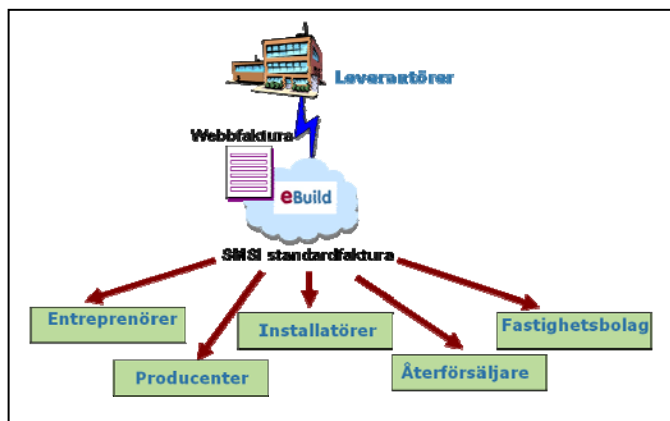 Leverantörer
Webbfaktura
eBuild
SMSI standardfaktura
Entreprenörer
Installatörer
Fastighetsbolag
Producenter
Återförsäljare